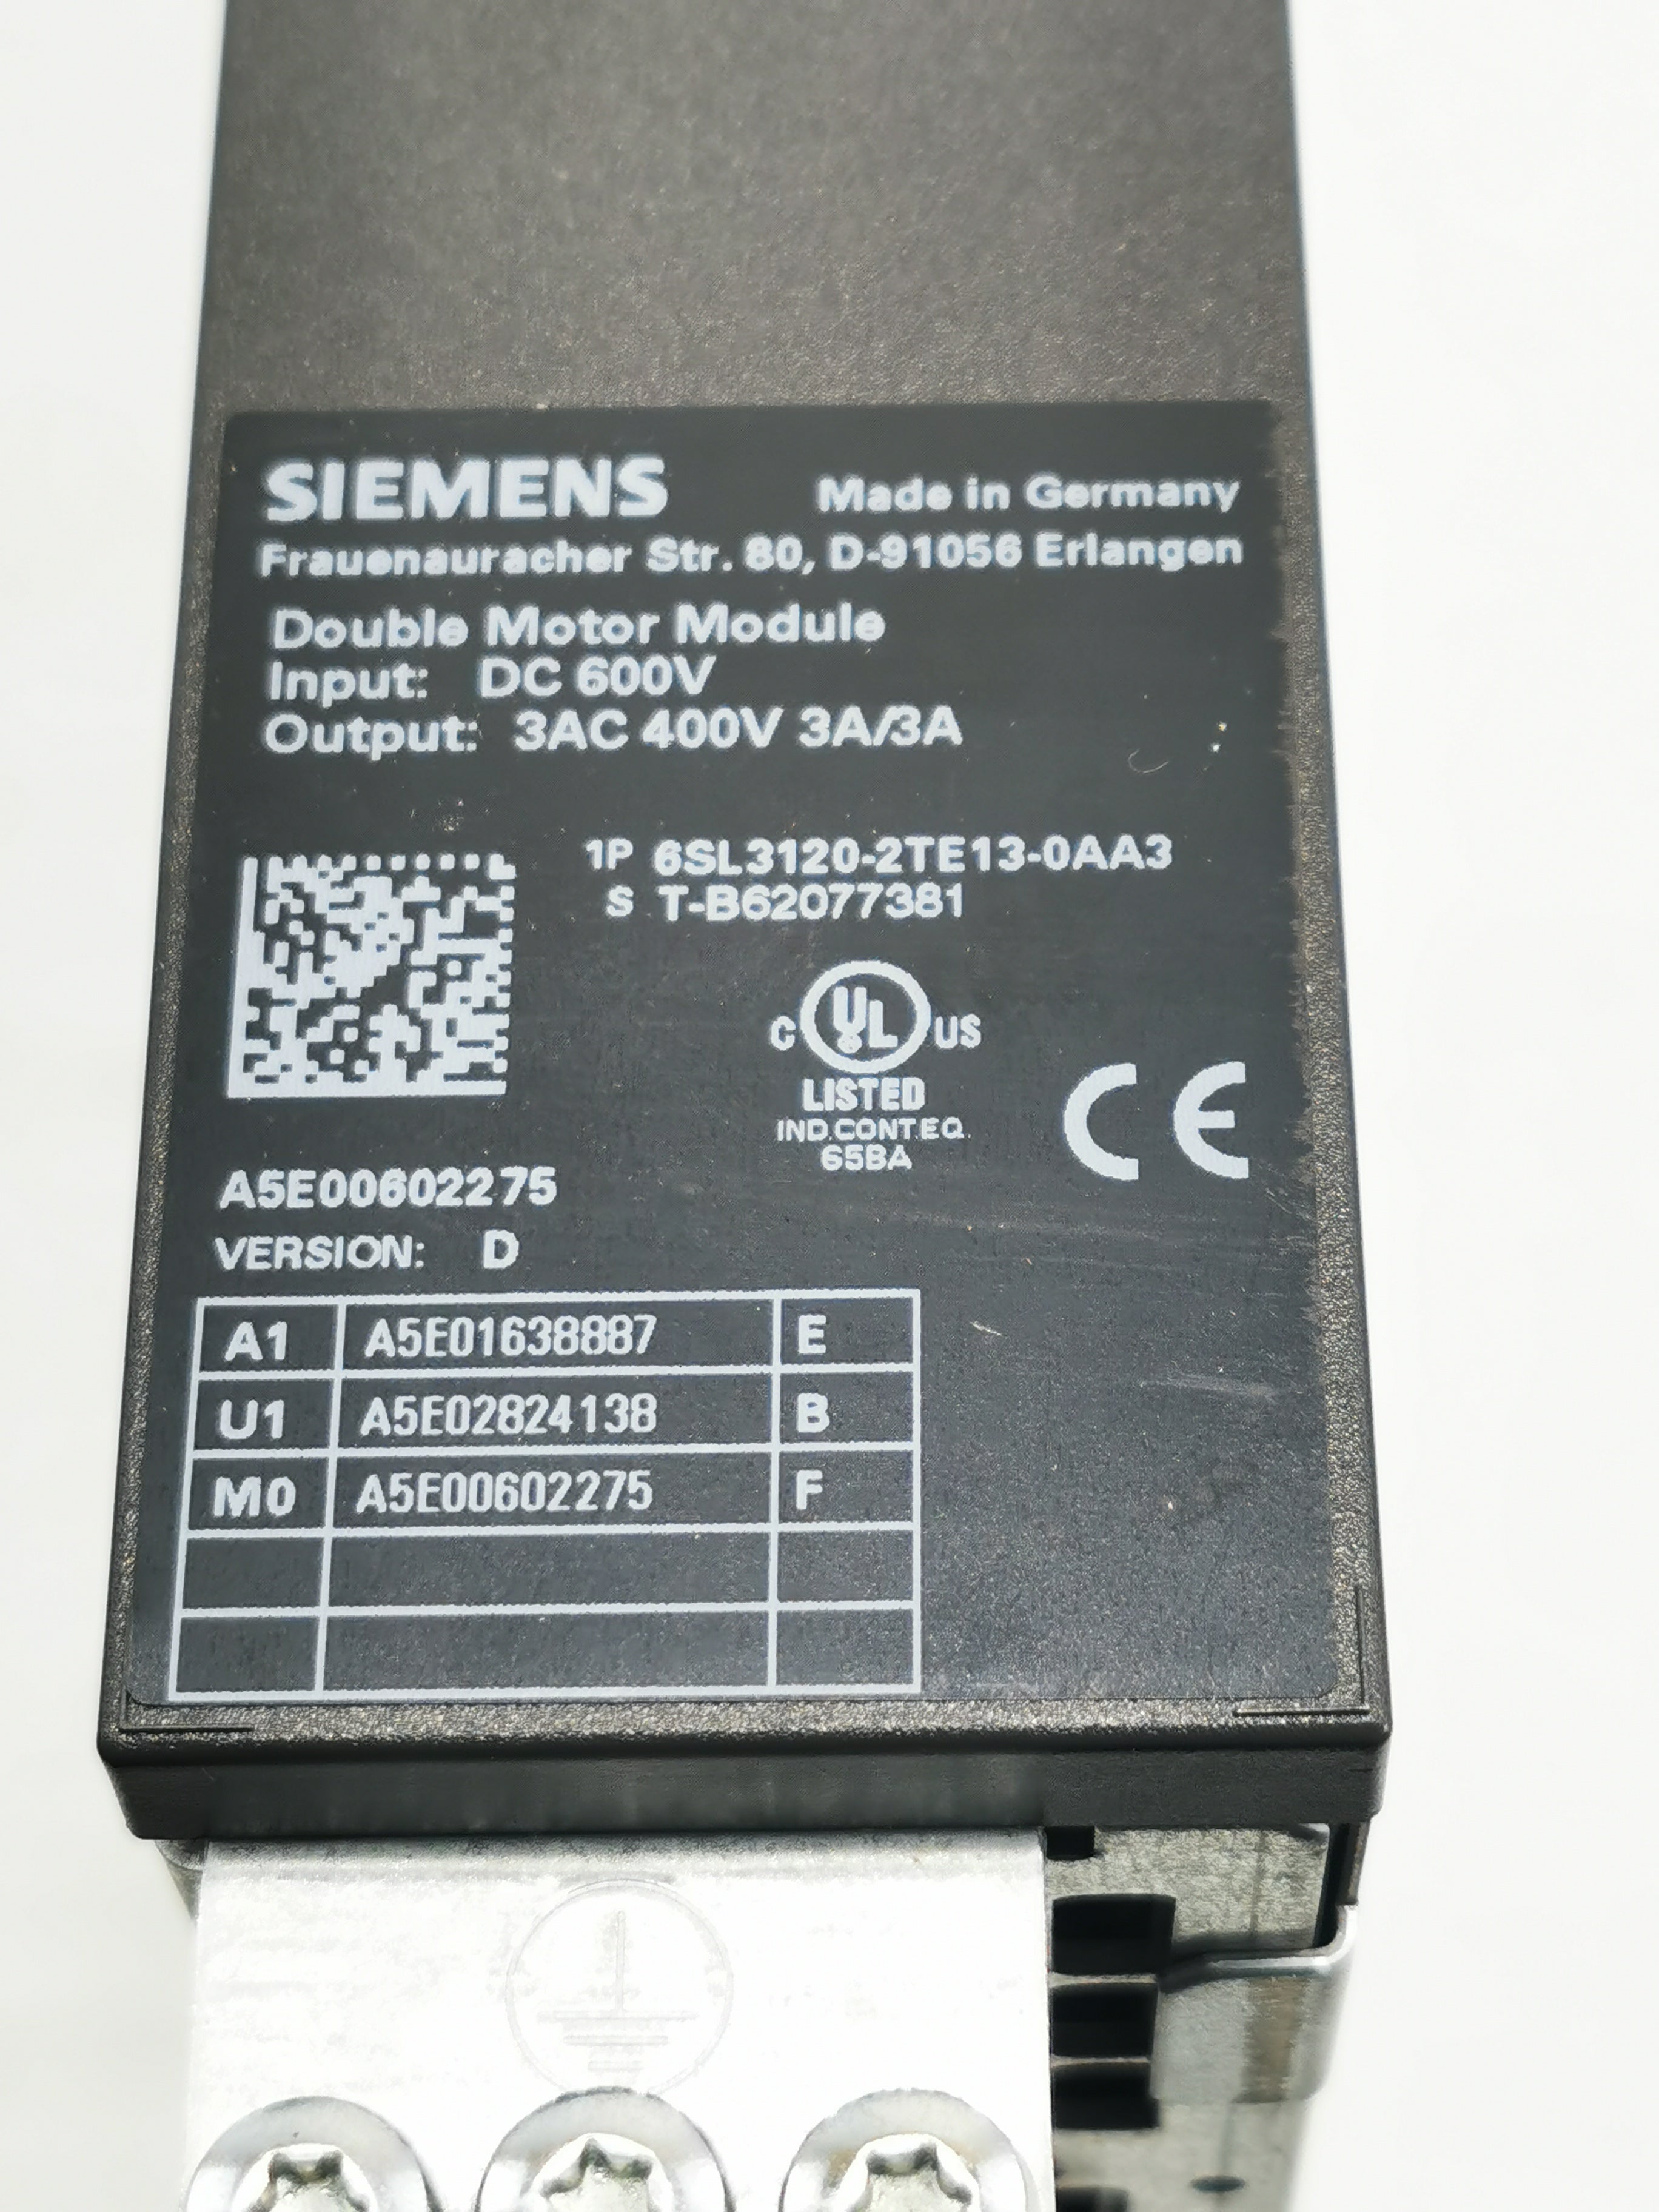 SIEMENS Made in Germany
Frauenauracher Str. 80, D-91056 Erlangen
Double Motor Module
Input: DC 600V
Output: 3AC 400V 3A/3A
1P 6SL3120-2TE13-0AA3
S T-B62077381
C UL US
LISTED
IND.CONT.EQ.
65BA
CE
A5E00602275
VERSION: D
A1 A5E01638887 E
U1 A5E02824138 B
M0 A5E00602275 F